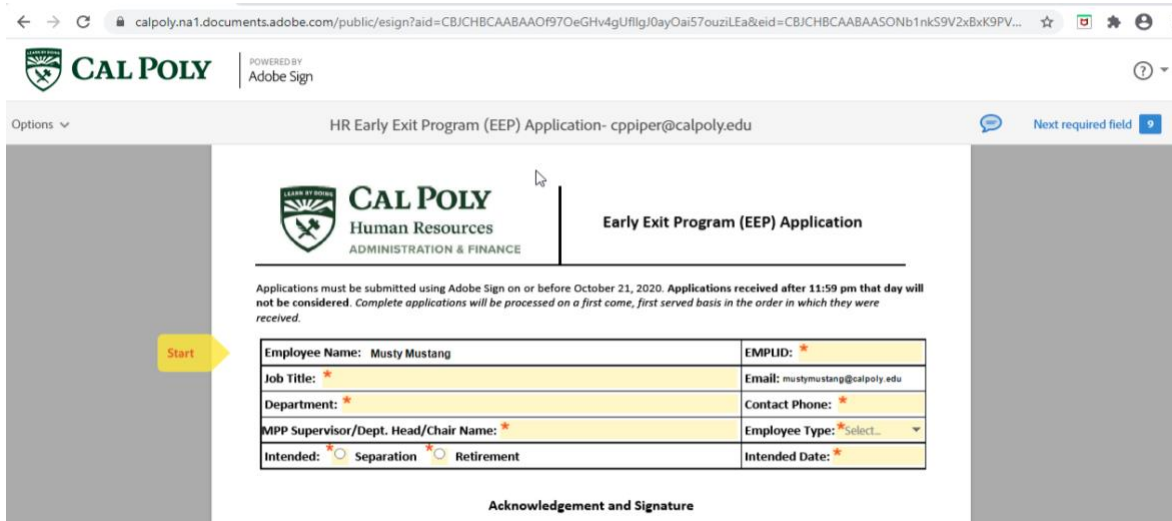 calpoly.na1.documents.adobe.com/public/esign?aid=CBJCHBCAABAAOf97OeGHv4gUfIlgJ0ayOai57ouziLEa&eid=CBJCHBCAABAASONb1nkS9V2xBxK9PV...
LEARN BY DOING
CAL POLY
POWERED BY
Adobe Sign
Options
HR Early Exit Program (EEP) Application- cppiper@calpoly.edu
Next required field 9
LEARN BY DOING
CAL POLY
Human Resources
ADMINISTRATION & FINANCE
Early Exit Program (EEP) Application
Applications must be submitted using Adobe Sign on or before October 21, 2020. Applications received after 11:59 pm that day will
not be considered. Complete applications will be processed on a first come, first served basis in the order in which they were
received.
Start
Employee Name: Musty Mustang EMPLID: *
Job Title: * Email: mustymustang@calpoly.edu
Department: * Contact Phone: *
MPP Supervisor/Dept. Head/Chair Name: * Employee Type: * Select...
Intended: * Separation * Retirement Intended Date: *
Acknowledgement and Signature